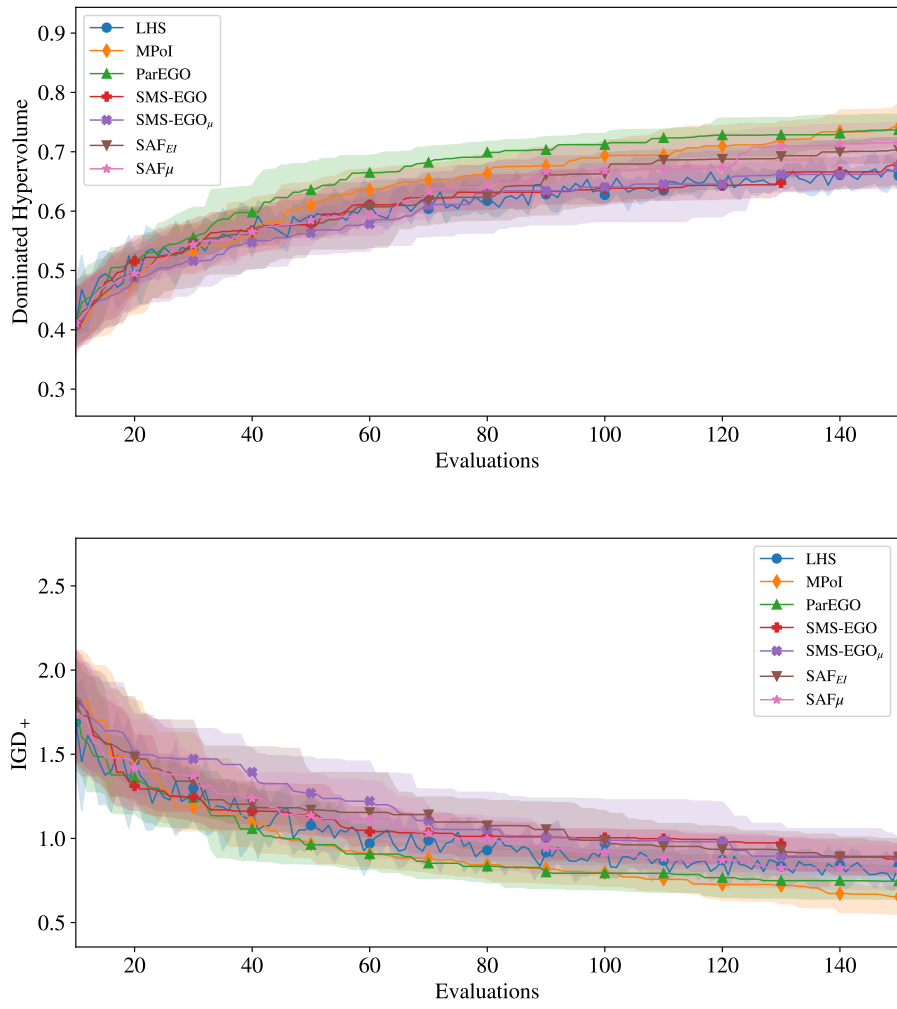 0.9
0.8
0.7
0.6
0.5
0.4
0.3
Dominated Hypervolume
LHS
MPoI
ParEGO
SMS-EGO
SMS-EGOμ
SAFEI
SAFμ
20 40 60 80 100 120 140
Evaluations
2.5
2.0
1.5
1.0
0.5
IGD+
LHS
MPoI
ParEGO
SMS-EGO
SMS-EGOμ
SAFEI
SAFμ
20 40 60 80 100 120 140
Evaluations